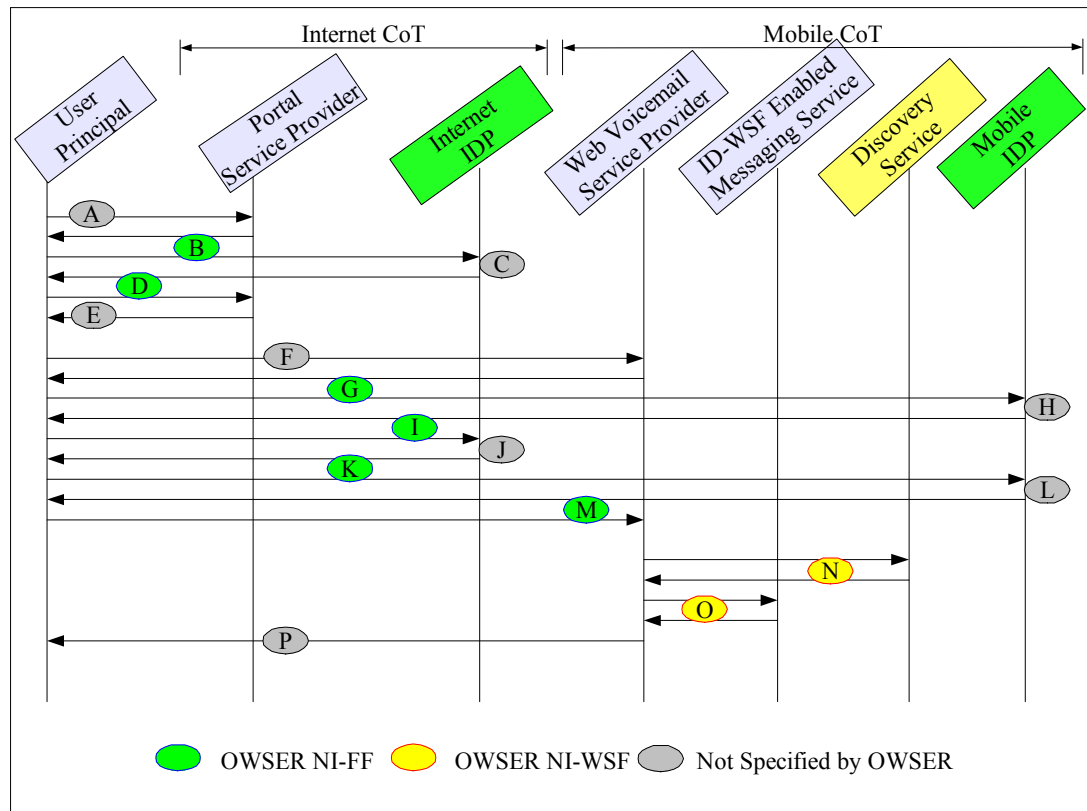 Internet CoT
Mobile CoT
User
Principal
Portal
Service Provider
Internet
IDP
Web Voicemail
Service Provider
ID-WSF Enabled
Messaging Service
Discovery
Service
Mobile
IDP
A
B
C
D
E
F
G
H
I
J
K
L
M
N
O
P
OWSER NI-FF
OWSER NI-WSF
Not Specified by OWSER